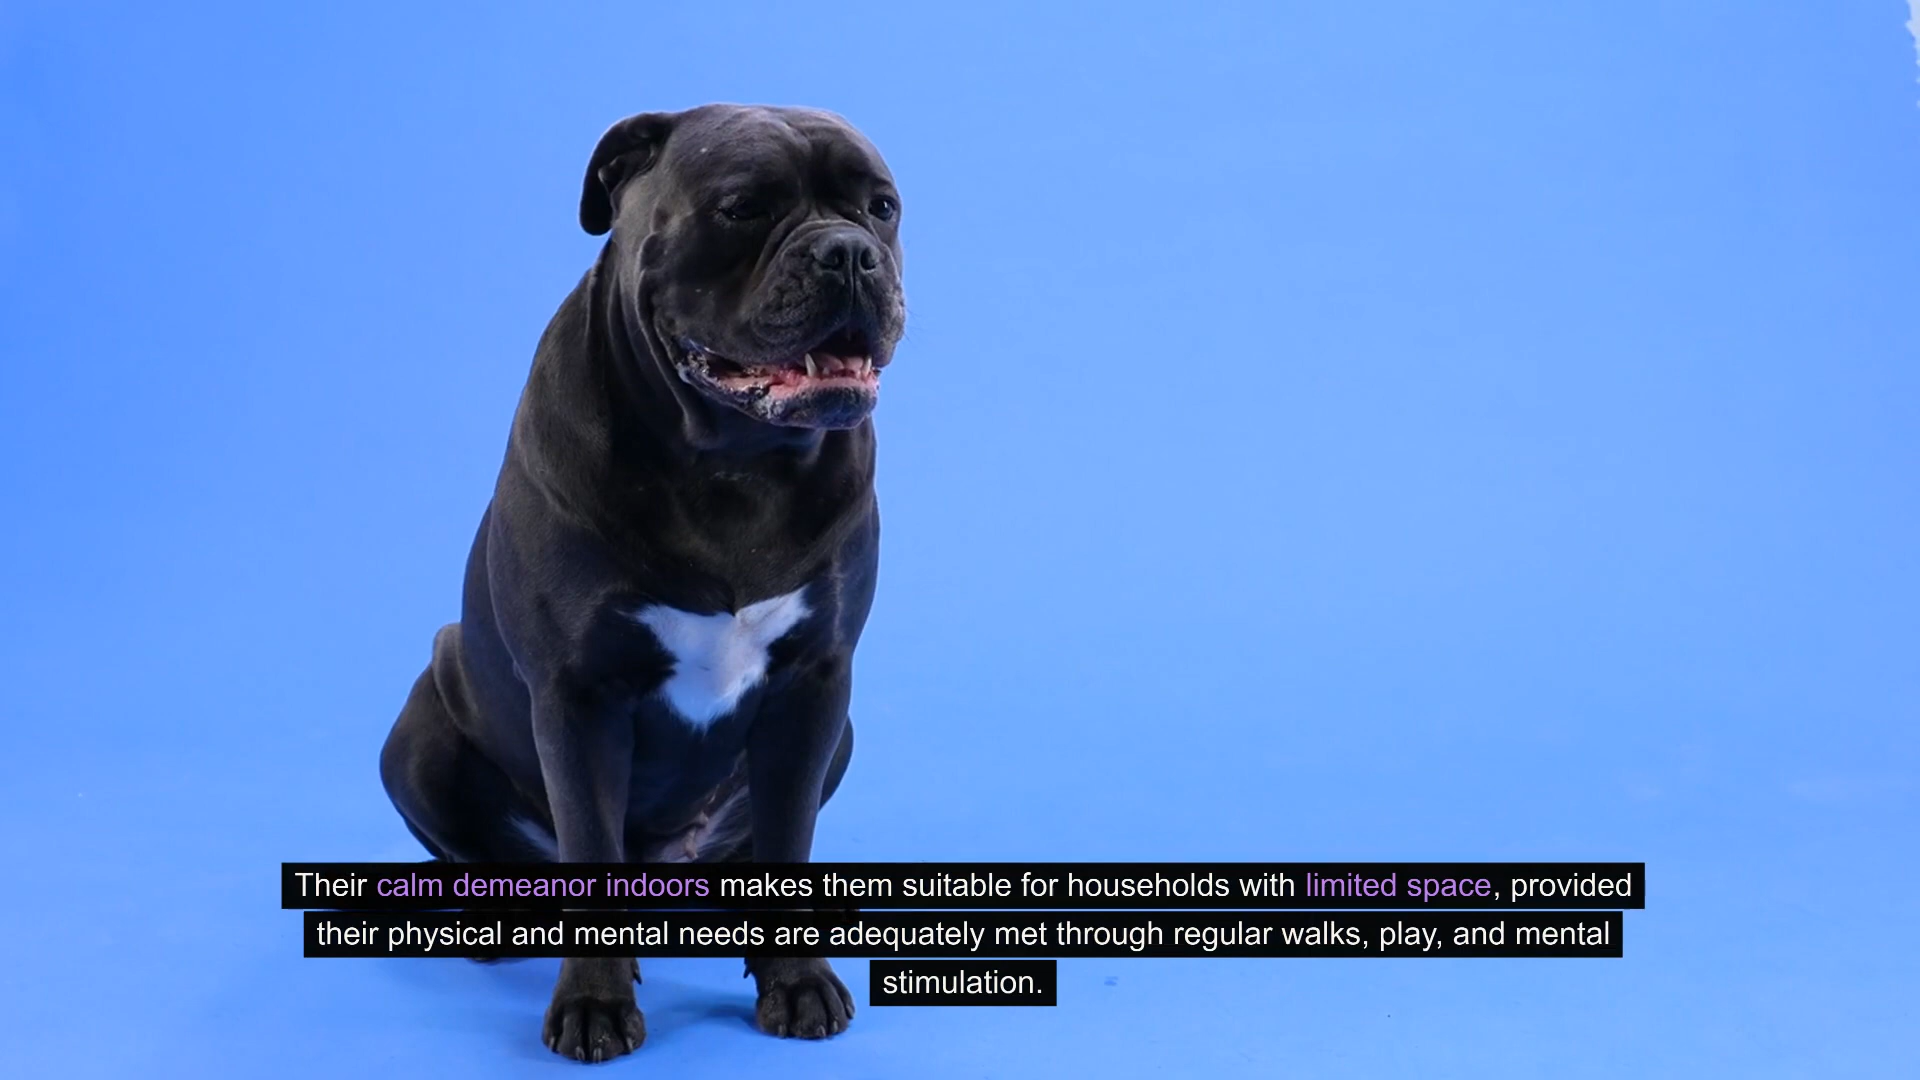 Their calm demeanor indoors makes them suitable for households with limited space, provided
their physical and mental needs are adequately met through regular walks, play, and mental
stimulation.